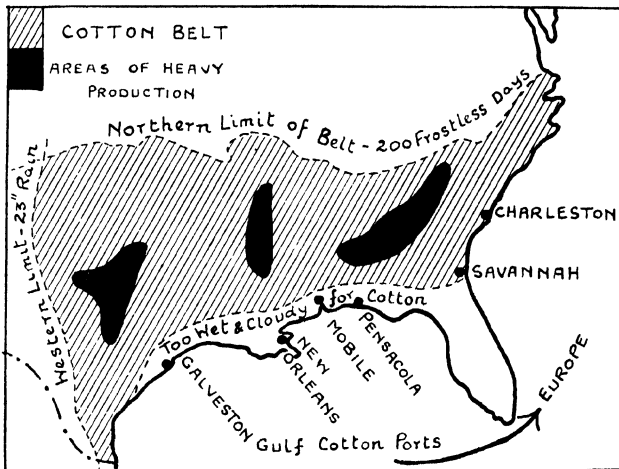 COTTON BELT
AREAS OF HEAVY
PRODUCTION
Northern Limit of Belt - 200 Frostless Days
Western Limit - 23" Rain
CHARLESTON
SAVANNAH
Too Wet & Cloudy for Cotton
GALVESTON
NEW
ORLEANS
MOBILE
PENSACOLA
EUROPE
Gulf Cotton Ports